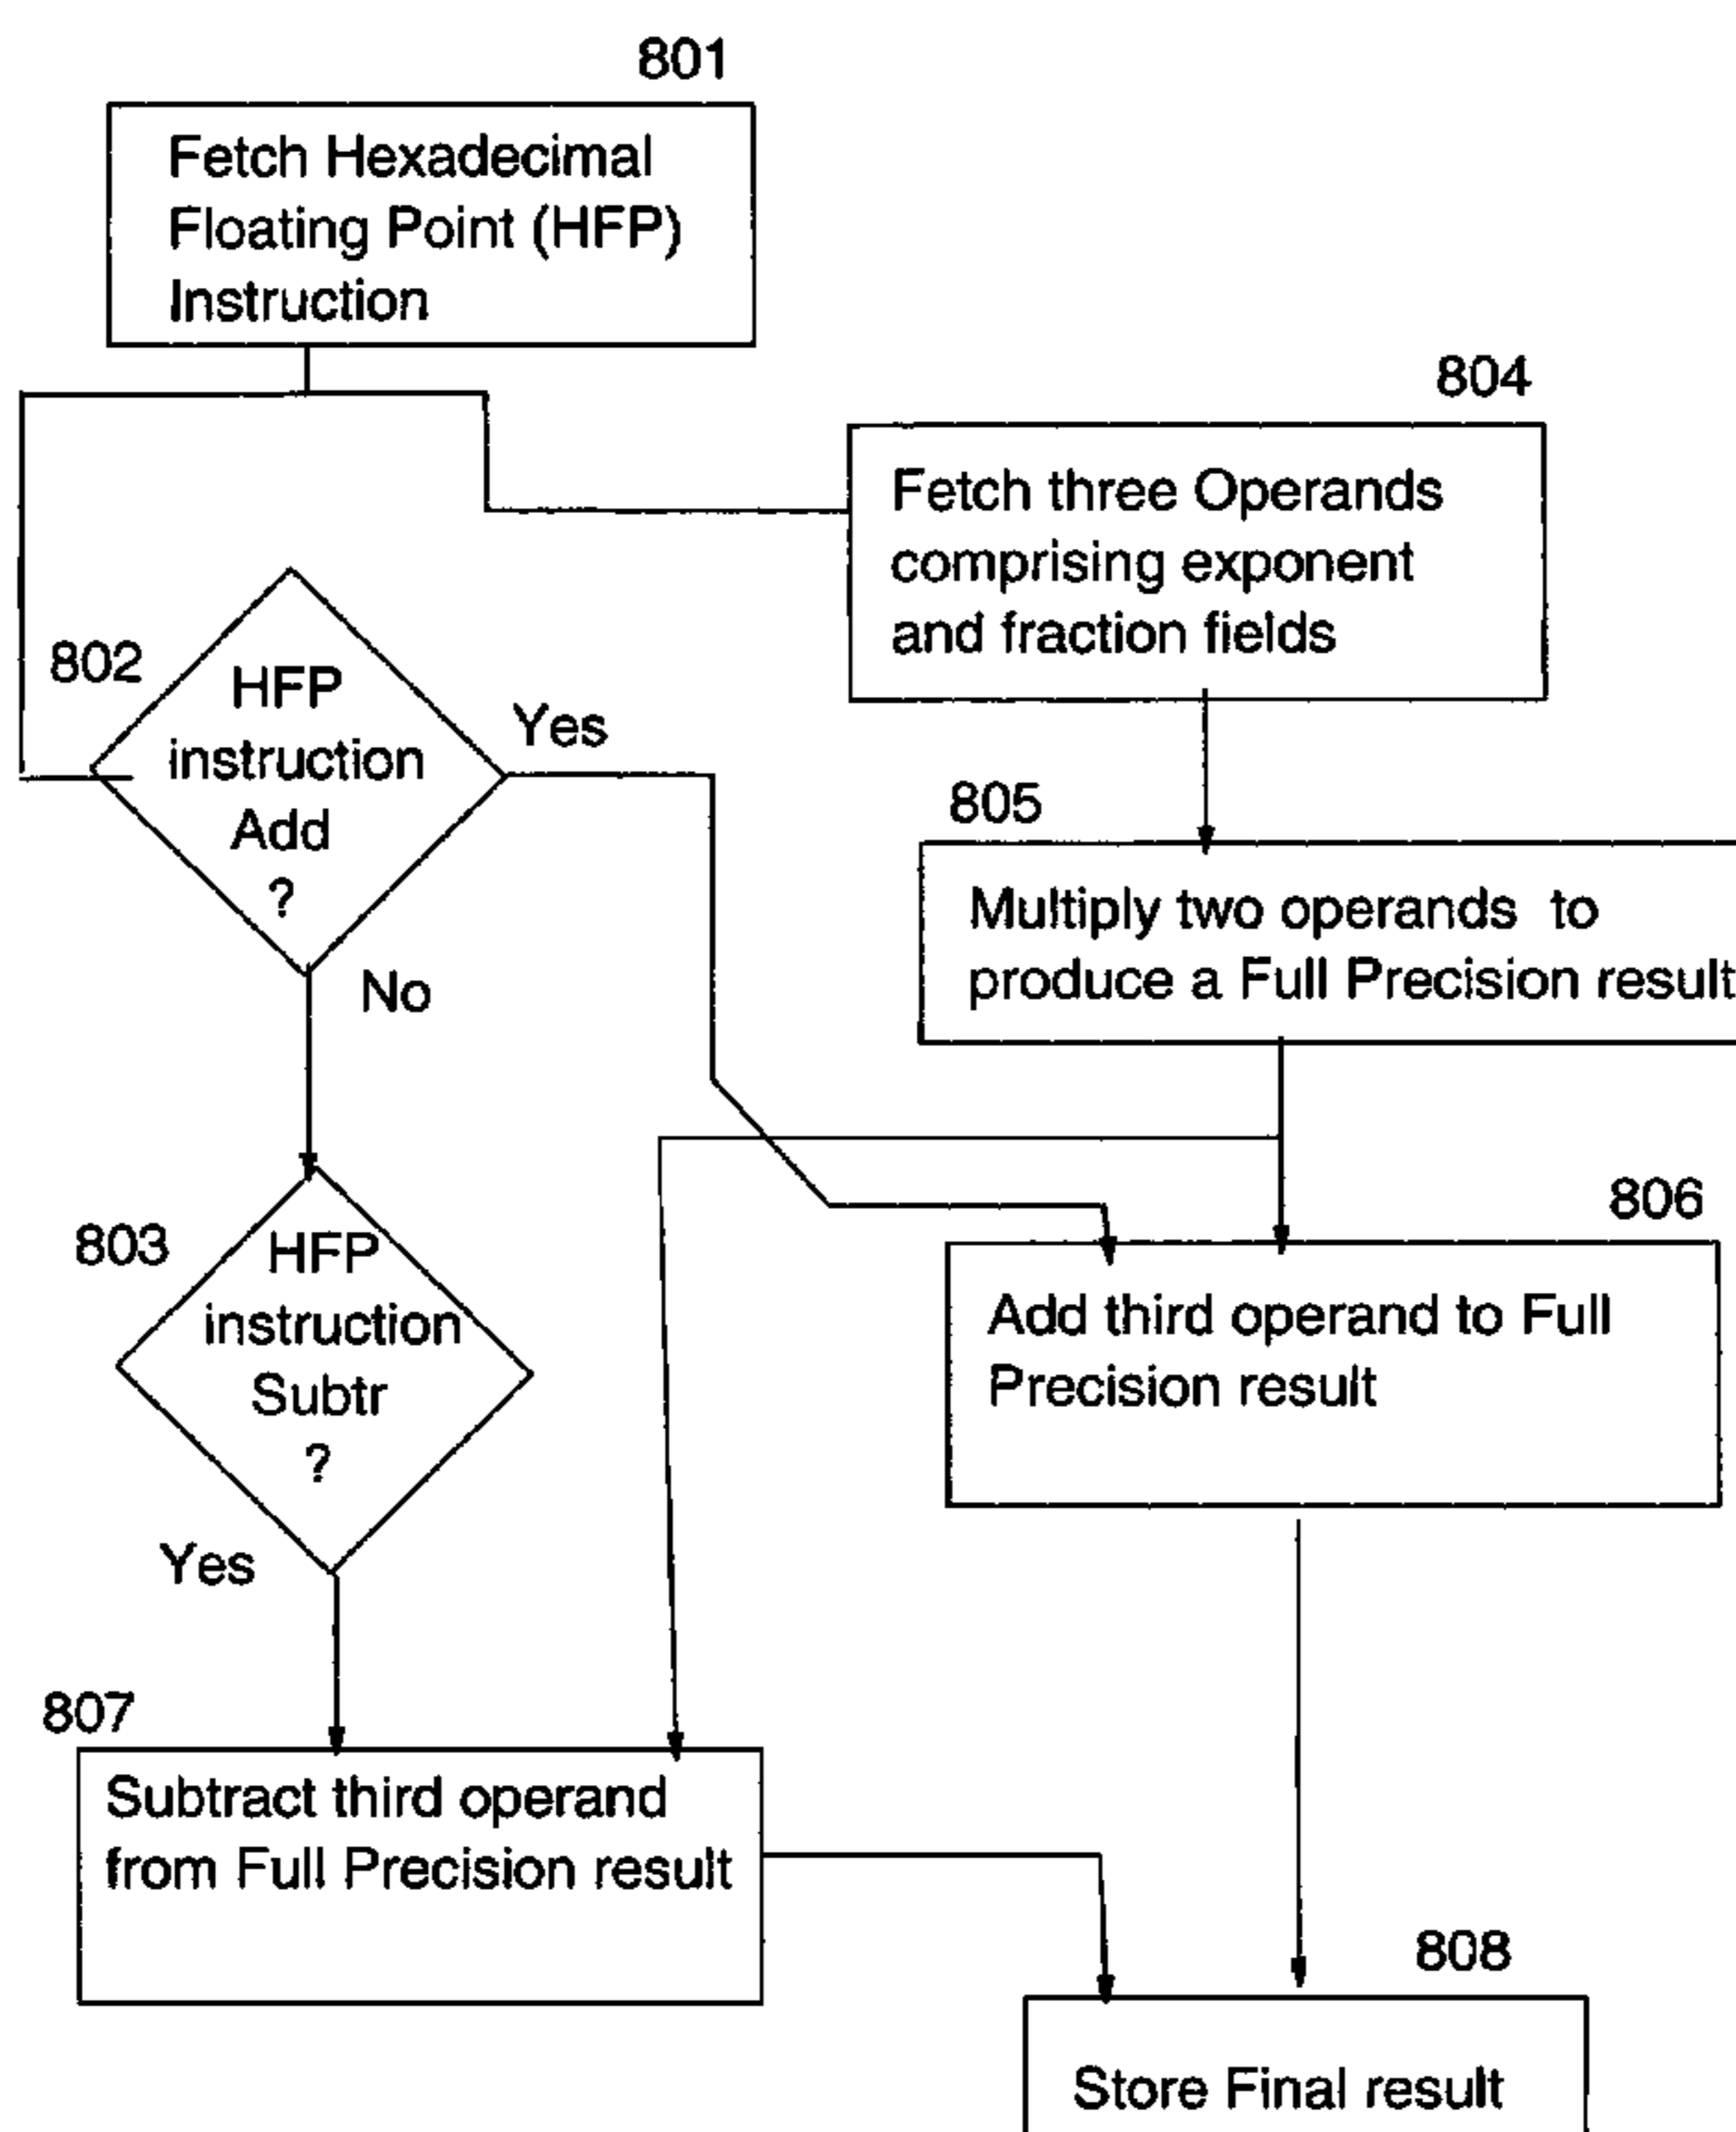 801
Fetch Hexadecimal
Floating Point (HFP)
Instruction
804
Fetch three Operands
comprising exponent
and fraction fields
802
HFP
instruction
Add
?
Yes
No
805
Multiply two operands to
produce a Full Precision result
803
HFP
instruction
Subtr
?
Yes
806
Add third operand to Full
Precision result
807
Subtract third operand
from Full Precision result
808
Store Final result